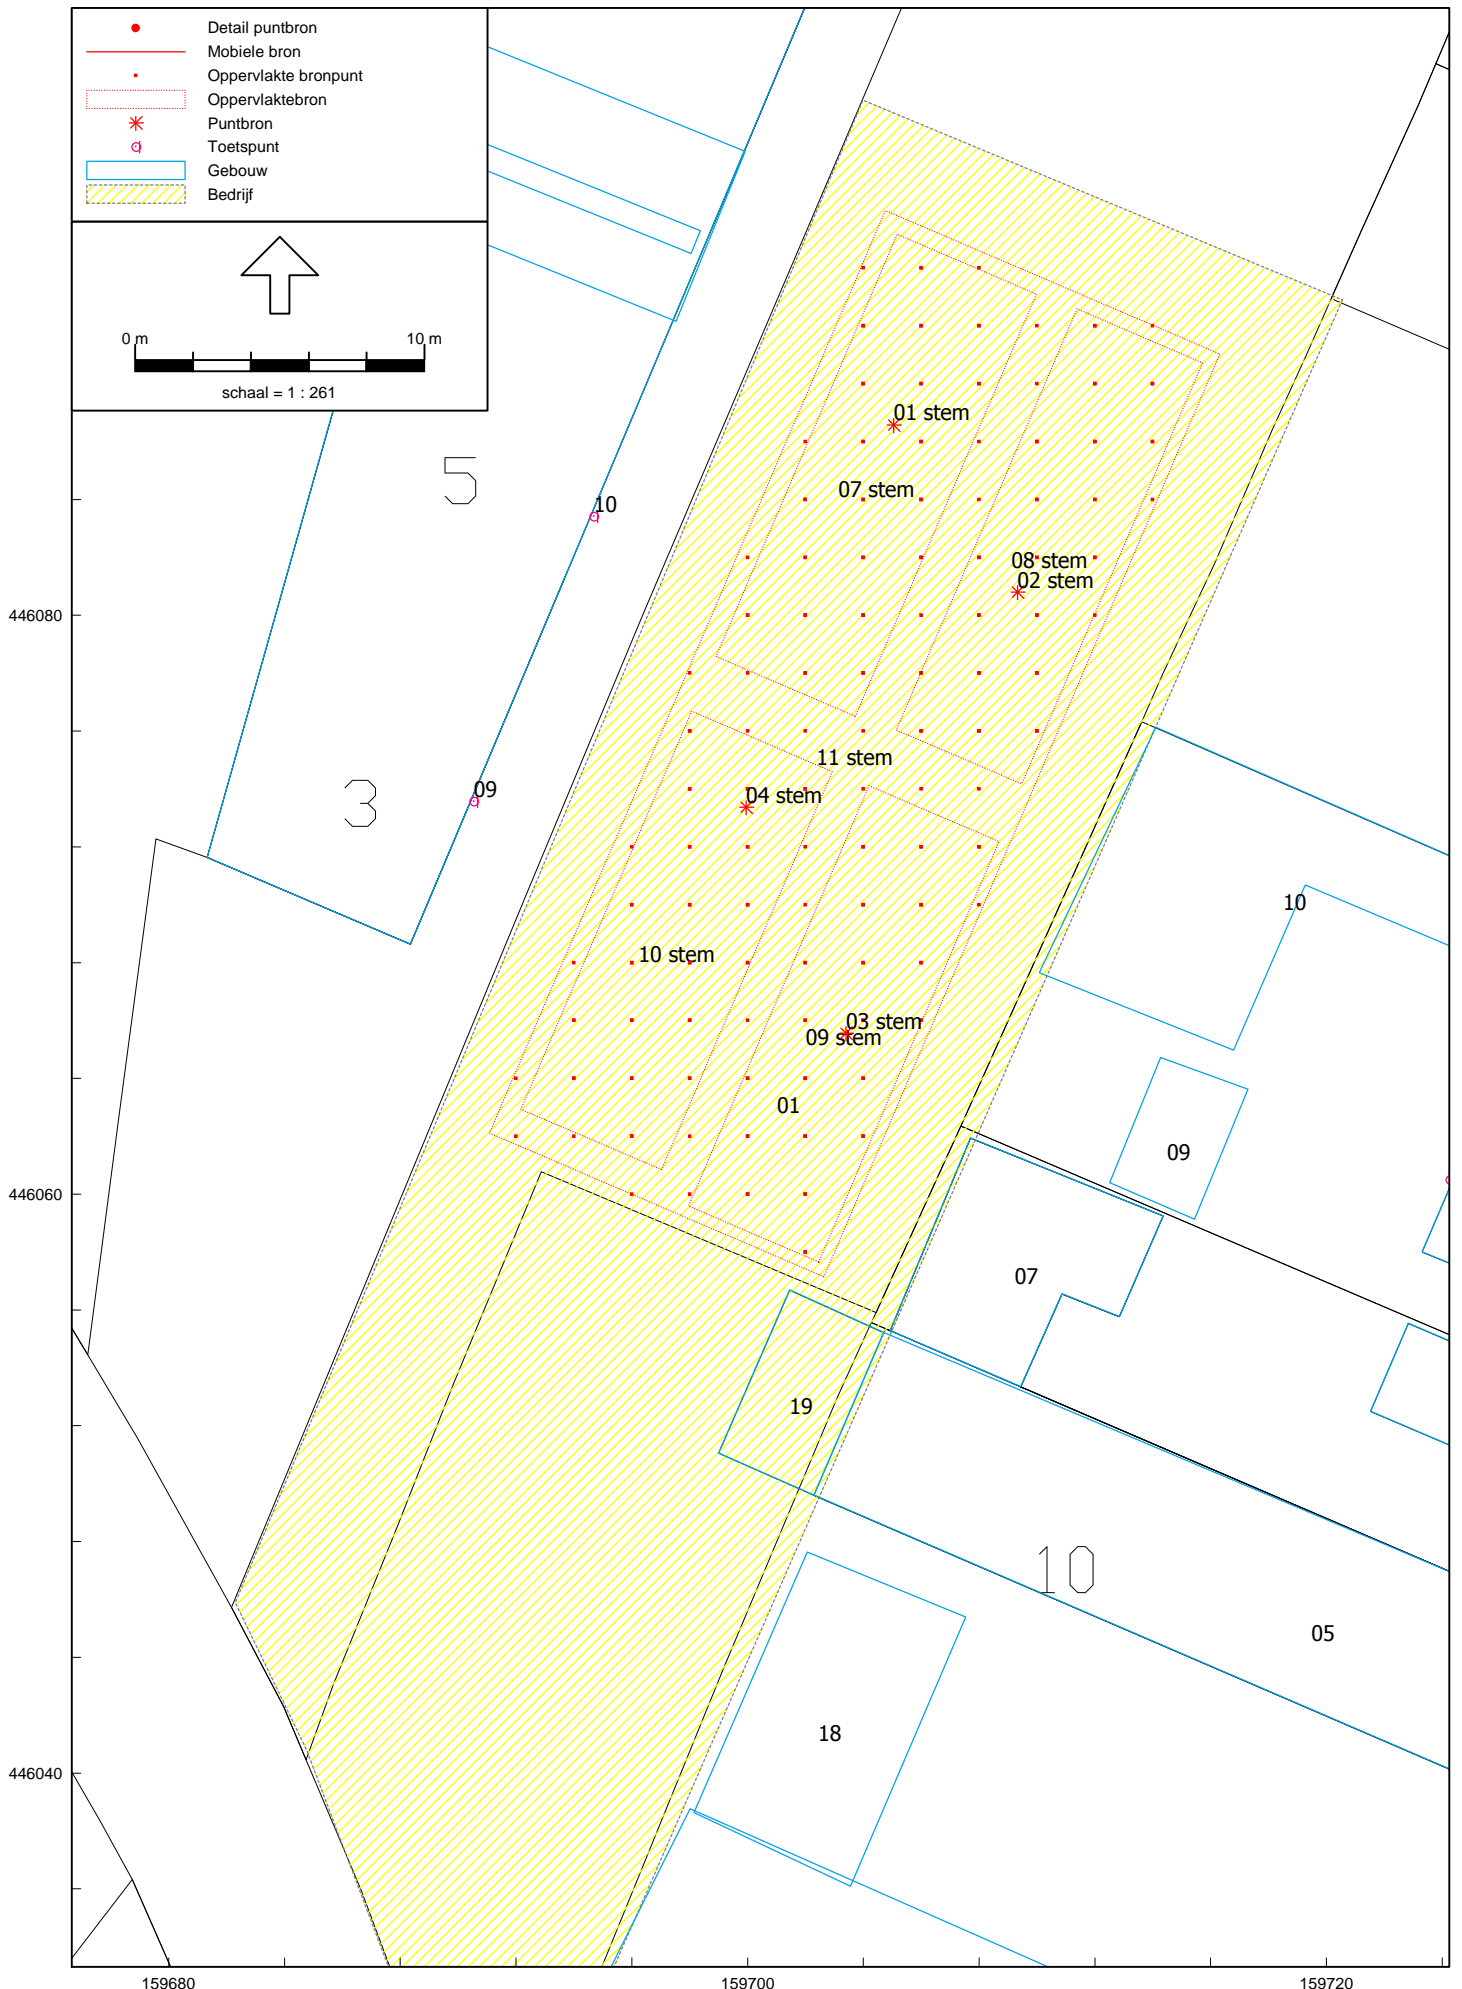 Detail puntbron
Mobiele bron
Oppervlakte bronpunt
Oppervlaktebron
Puntbron
Toetspunt
Gebouw
Bedrijf
0 m 10 m
schaal = 1 : 261
01 stem
5
07 stem
10
08 stem
02 stem
446080
11 stem
09
04 stem
3
10
10 stem
03 stem
09 stem
01
09
446060
07
19
10
05
18
446040
159680 159700 159720